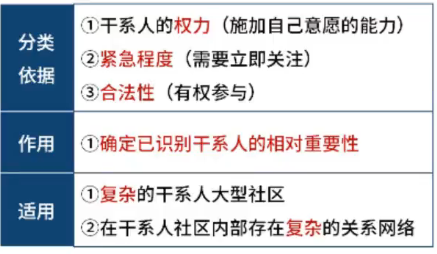 分类
依据
①干系人的权力（施加自己意愿的能力）
②紧急程度（需要立即关注）
③合法性（有权参与）
作用
①确定已识别干系人的相对重要性
适用
①复杂的干系人大型社区
②在干系人社区内部存在复杂的关系网络